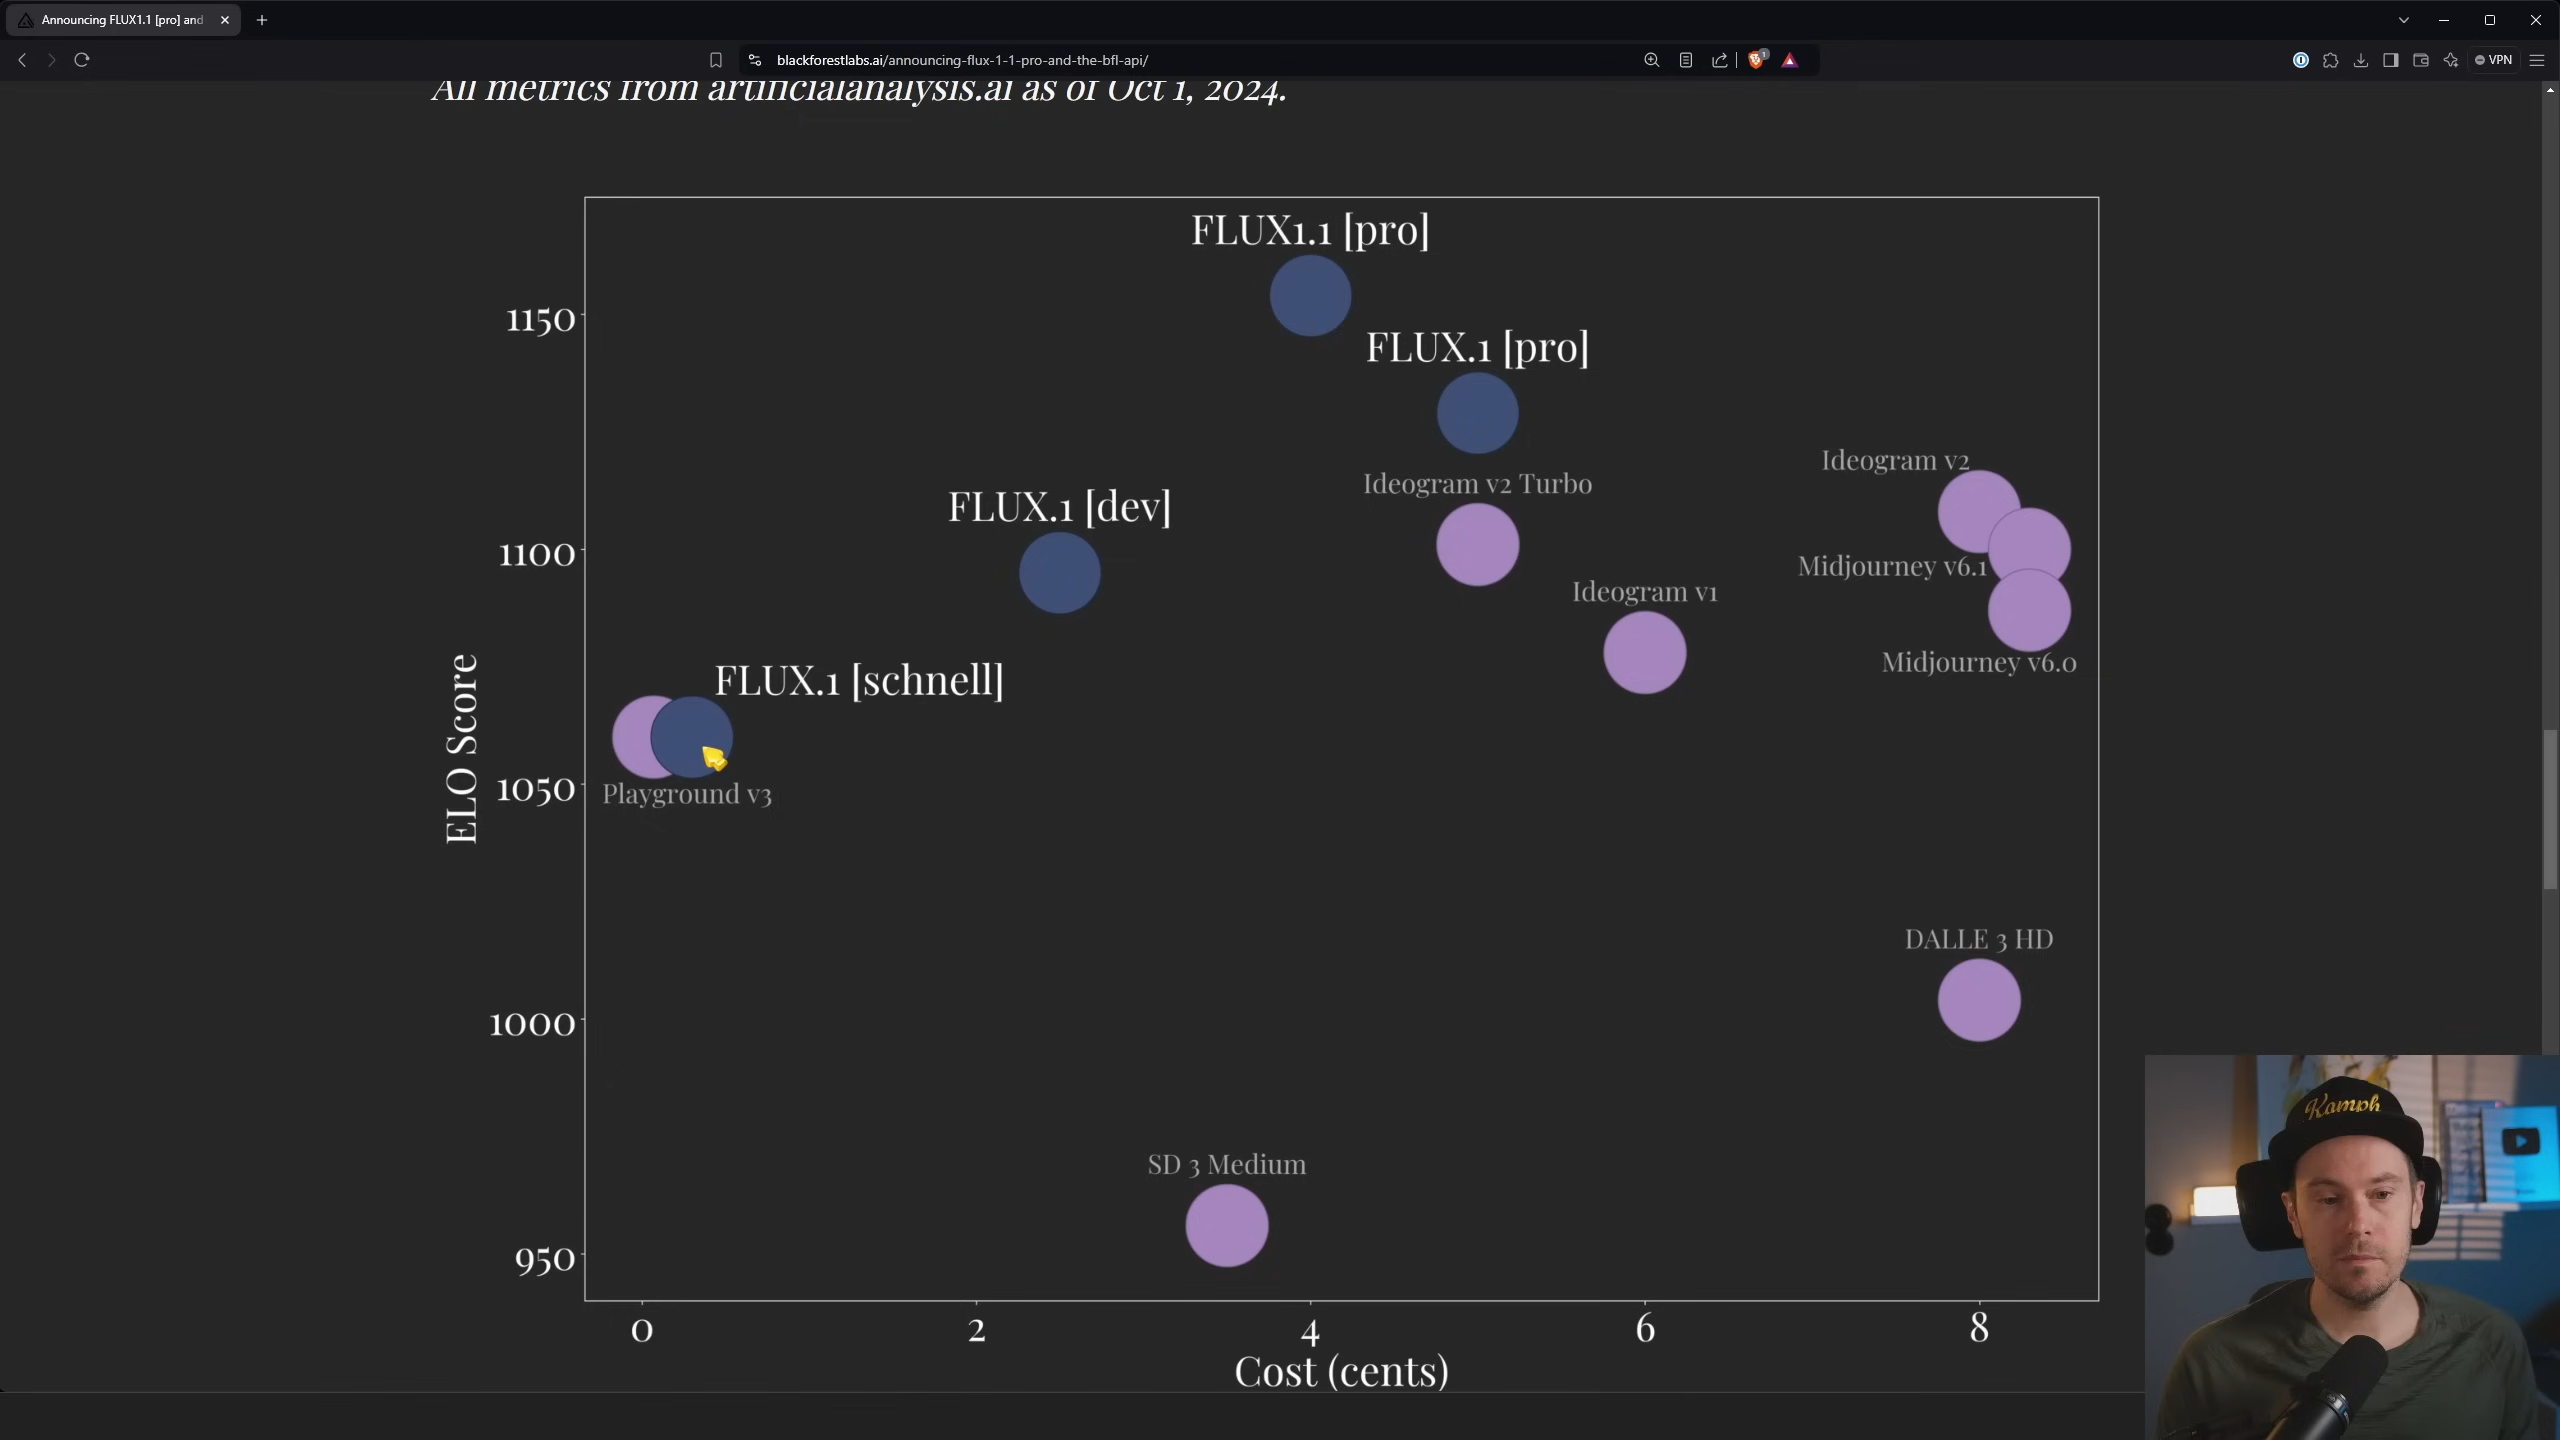 Announcing FLUX1.1 [pro] and
blackforestlabs.ai/announcing-flux-1-1-pro-and-the-bfl-api/
1
VPN
All metrics from artificialanalysis.ai as of Oct 1, 2024.
FLUX1.1 [pro]
1150
FLUX.1 [pro]
Ideogram v2
Ideogram v2 Turbo
FLUX.1 [dev]
1100
Midjourney v6.1
Ideogram v1
Midjourney v6.0
FLUX.1 [schnell]
ELO Score
1050
Playground v3
DALLE 3 HD
1000
Kamph
SD 3 Medium
950
0 2 4 6 8
Cost (cents)